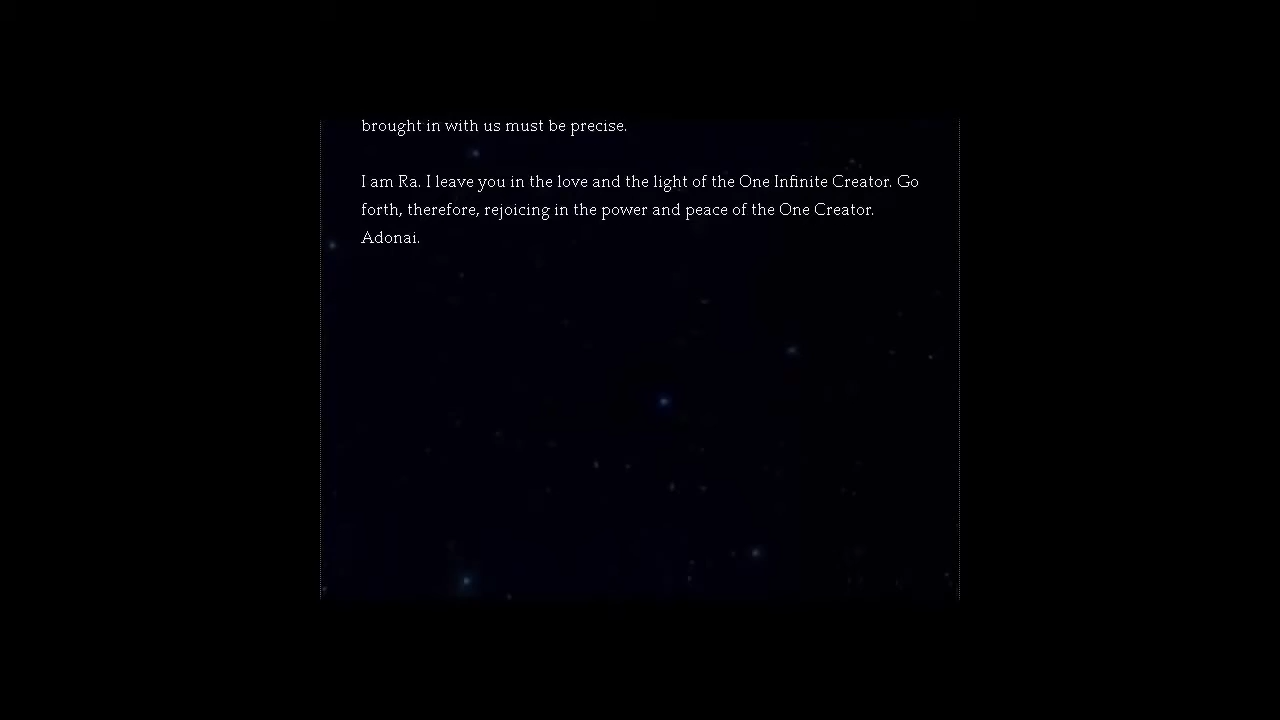 brought in with us must be precise.
I am Ra. I leave you in the love and the light of the One Infinite Creator. Go
forth, therefore, rejoicing in the power and peace of the One Creator.
Adonai.